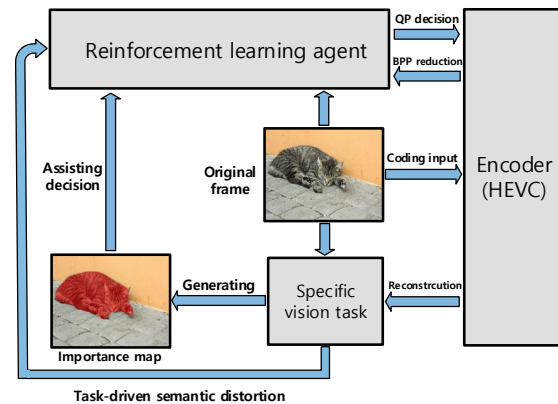 QP decision
Reinforcement learning agent
BPP reduction
Assisting
decision
Original
frame
Coding input
Encoder
(HEVC)
Generating
Specific
vision task
Reconstrcution
Importance map
Task-driven semantic distortion